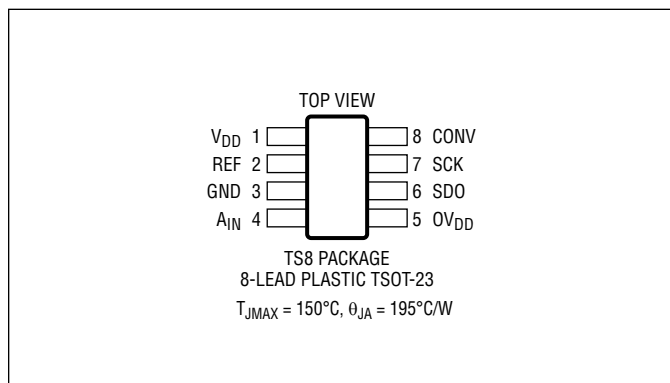 TOP VIEW
VDD 1
8 CONV
REF 2
7 SCK
GND 3
6 SDO
AIN 4
5 OVDD
TS8 PACKAGE
8-LEAD PLASTIC TSOT-23
TJMAX = 150°C, θJA = 195°C/W